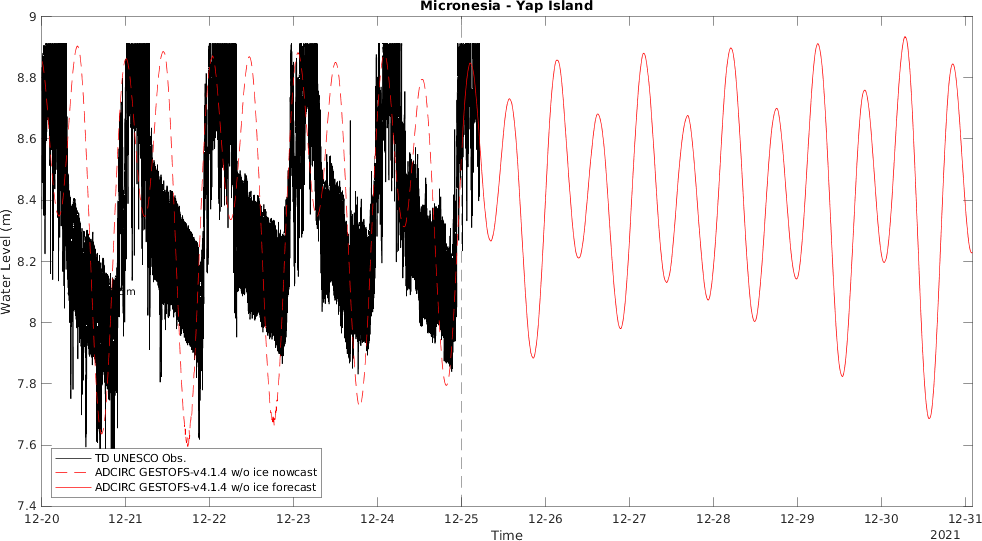 Micronesia - Yap Island
9
8.8
8.6
8.4
8.2
8
7.8
7.6
7.4
Water Level (m)
m
TD UNESCO Obs.
ADCIRC GESTOFS-v4.1.4 w/o ice nowcast
ADCIRC GESTOFS-v4.1.4 w/o ice forecast
12-20 12-21 12-22 12-23 12-24 12-25 12-26 12-27 12-28 12-29 12-30 12-31
Time
2021